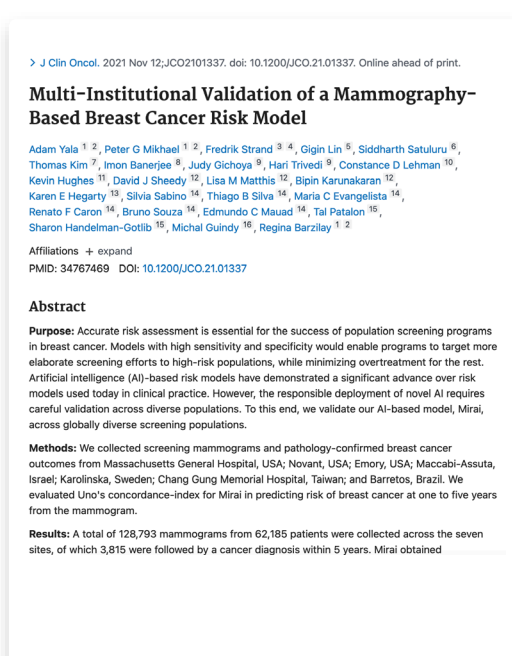 > J Clin Oncol. 2021 Nov 12;JCO2101337. doi: 10.1200/JCO.21.01337. Online ahead of print.
Multi-Institutional Validation of a Mammography-
Based Breast Cancer Risk Model
Adam Yala 1 2, Peter G Mikhael 1 2, Fredrik Strand 3 4, Gigin Lin 5, Siddharth Satuluru 6,
Thomas Kim 7, Imon Banerjee 8, Judy Gichoya 9, Hari Trivedi 9, Constance D Lehman 10,
Kevin Hughes 11, David J Sheedy 12, Lisa M Matthis 12, Bipin Karunakaran 12,
Karen E Hegarty 13, Silvia Sabino 14, Thiago B Silva 14, Maria C Evangelista 14,
Renato F Caron 14, Bruno Souza 14, Edmundo C Mauad 14, Tal Patalon 15,
Sharon Handelman-Gotlib 15, Michal Guindy 16, Regina Barzilay 1 2
Affiliations + expand
PMID: 34767469 DOI: 10.1200/JCO.21.01337
Abstract
Purpose: Accurate risk assessment is essential for the success of population screening programs
in breast cancer. Models with high sensitivity and specificity would enable programs to target more
elaborate screening efforts to high-risk populations, while minimizing overtreatment for the rest.
Artificial intelligence (AI)-based risk models have demonstrated a significant advance over risk
models used today in clinical practice. However, the responsible deployment of novel AI requires
careful validation across diverse populations. To this end, we validate our AI-based model, Mirai,
across globally diverse screening populations.
Methods: We collected screening mammograms and pathology-confirmed breast cancer
outcomes from Massachusetts General Hospital, USA; Novant, USA; Emory, USA; Maccabi-Assuta,
Israel; Karolinska, Sweden; Chang Gung Memorial Hospital, Taiwan; and Barretos, Brazil. We
evaluated Uno's concordance-index for Mirai in predicting risk of breast cancer at one to five years
from the mammogram.
Results: A total of 128,793 mammograms from 62,185 patients were collected across the seven
sites, of which 3,815 were followed by a cancer diagnosis within 5 years. Mirai obtained